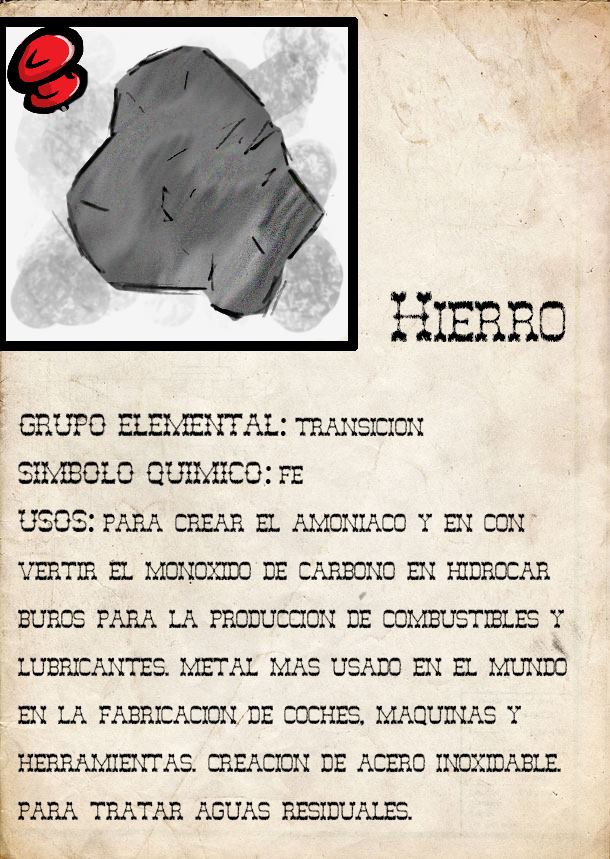 HIERRO
GRUPO ELEMENTAL: TRANSICION
SIMBOLO QUIMICO: FE
USOS: PARA CREAR EL AMONIACO Y EN CON
VERTIR EL MONOXIDO DE CARBONO EN HIDROCAR
BUROS PARA LA PRODUCCION DE COMBUSTIBLES Y
LUBRICANTES. METAL MAS USADO EN EL MUNDO
EN LA FABRICACION DE COCHES, MAQUINAS Y
HERRAMIENTAS. CREACION DE ACERO INOXIDABLE.
PARA TRATAR AGUAS RESIDUALES.